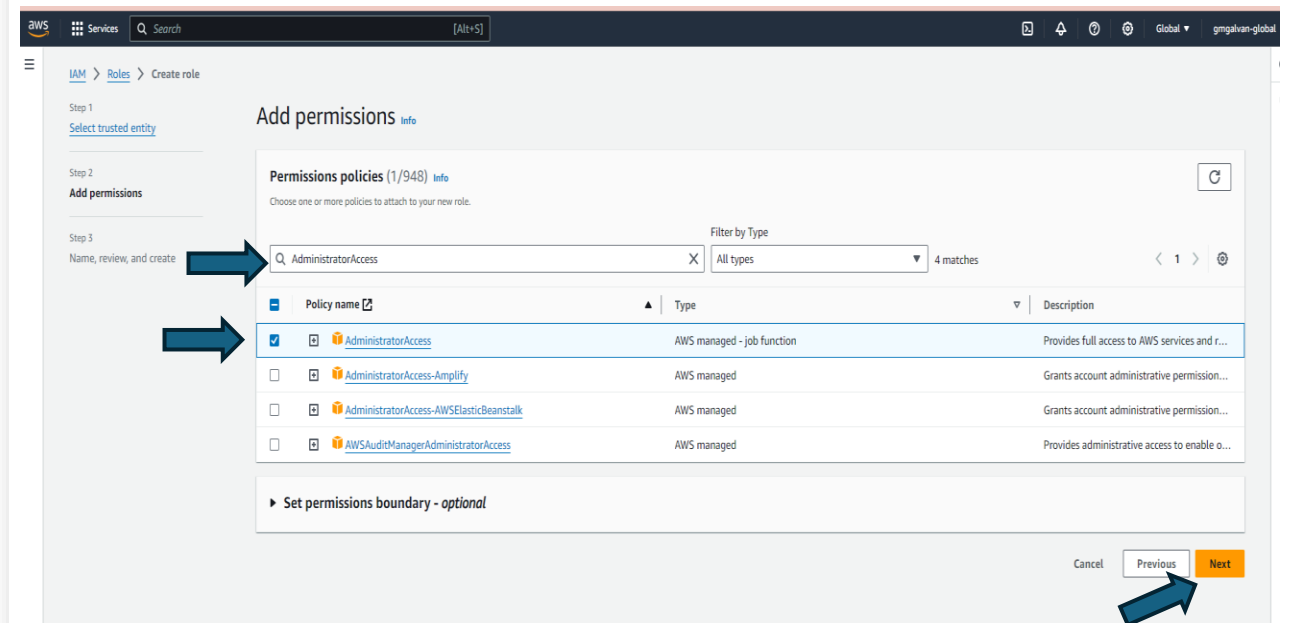 aws
Services
Search
[Alt+S]
Global
gmgalvan-global
IAM > Roles > Create role
Step 1
Select trusted entity
Step 2
Add permissions
Step 3
Name, review, and create
Add permissions Info
Permissions policies (1/948) Info
Choose one or more policies to attach to your new role.
Filter by Type
AdministratorAccess
All types
4 matches
1
Policy name Type Description
AdministratorAccess AWS managed - job function Provides full access to AWS services and r...
AdministratorAccess-Amplify AWS managed Grants account administrative permission...
AdministratorAccess-AWSElasticBeanstalk AWS managed Grants account administrative permission...
AWSAuditManagerAdministratorAccess AWS managed Provides administrative access to enable o...
Set permissions boundary - optional
Cancel Previous Next